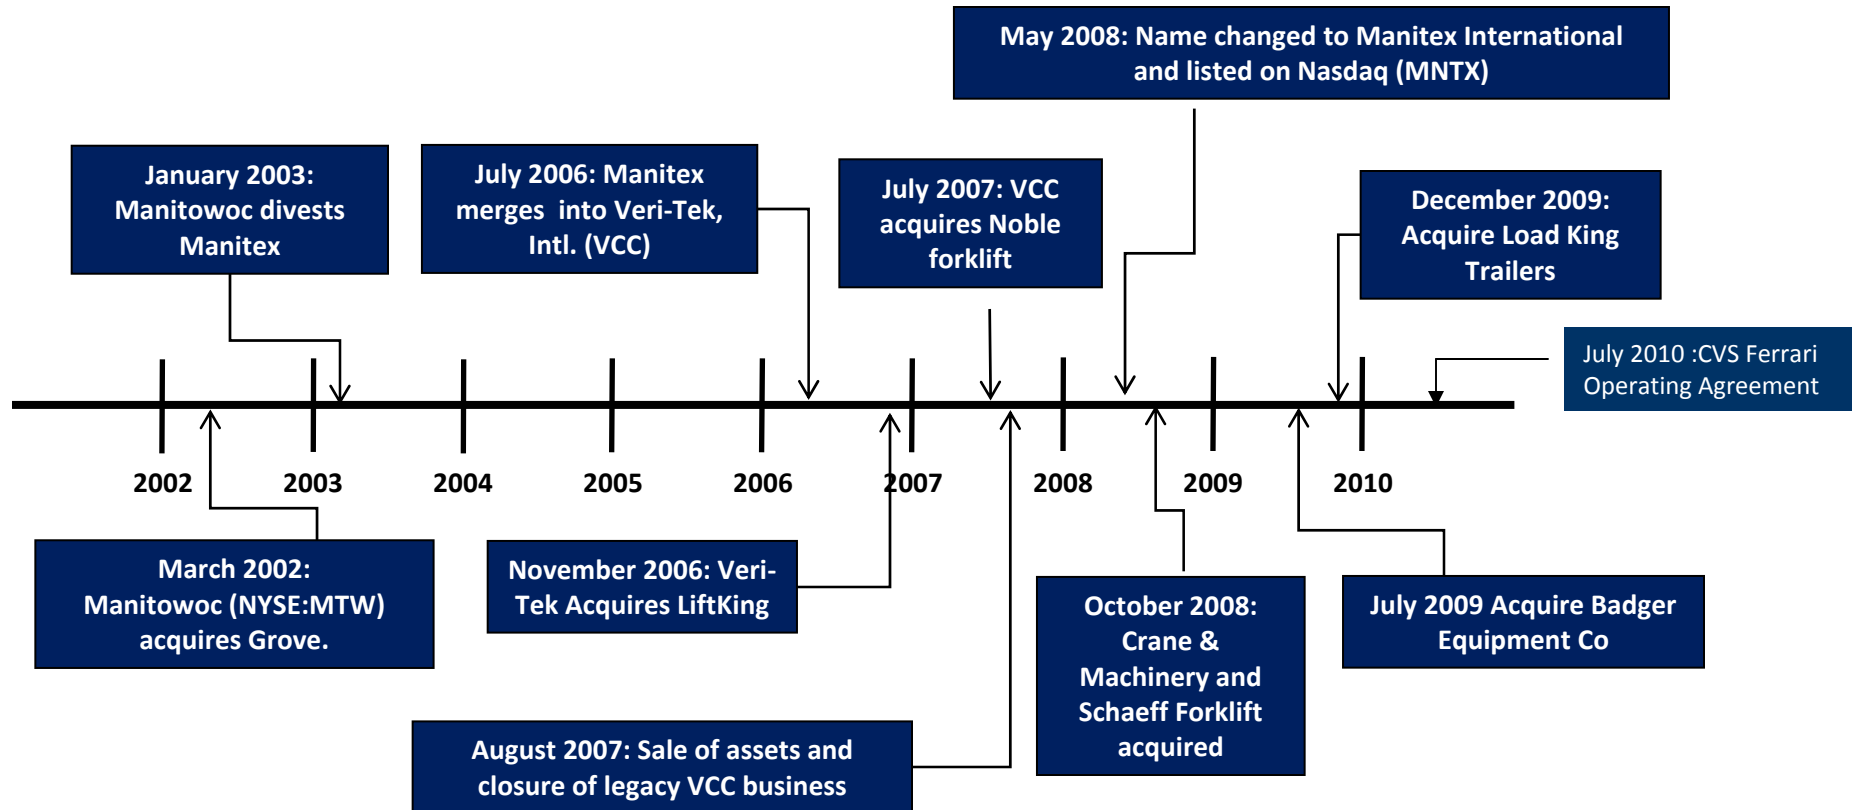 May 2008: Name changed to Manitex International
and listed on Nasdaq (MNTX)
January 2003:
Manitowoc divests
Manitex
July 2006: Manitex
merges into Veri-Tek,
Intl. (VCC)
July 2007: VCC
acquires Noble
forklift
December 2009:
Acquire Load King
Trailers
July 2010 :CVS Ferrari
Operating Agreement
2002
2003
2004
2005
2006
2007
2008
2009
2010
March 2002:
Manitowoc (NYSE:MTW)
acquires Grove.
November 2006: Veri-
Tek Acquires LiftKing
October 2008:
Crane &
Machinery and
Schaeff Forklift
acquired
July 2009 Acquire Badger
Equipment Co
August 2007: Sale of assets and
closure of legacy VCC business